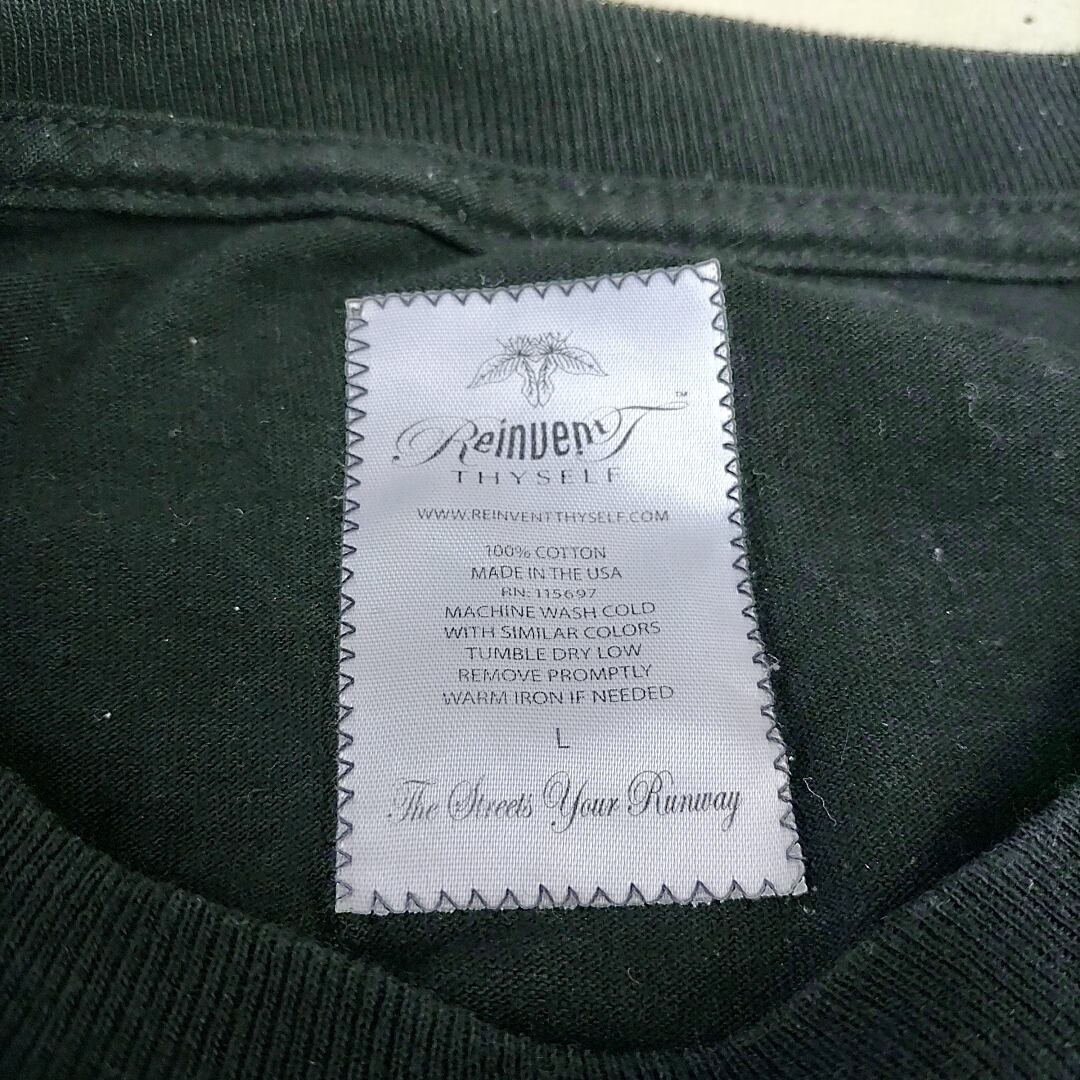 Reinvent T™
THYSELF
WWW.REINVENTTHYSELF.COM
100% COTTON
MADE IN THE USA
RN: 115697
MACHINE WASH COLD
WITH SIMILAR COLORS
TUMBLE DRY LOW
REMOVE PROMPTLY
WARM IRON IF NEEDED
L
The Streets Your Runway